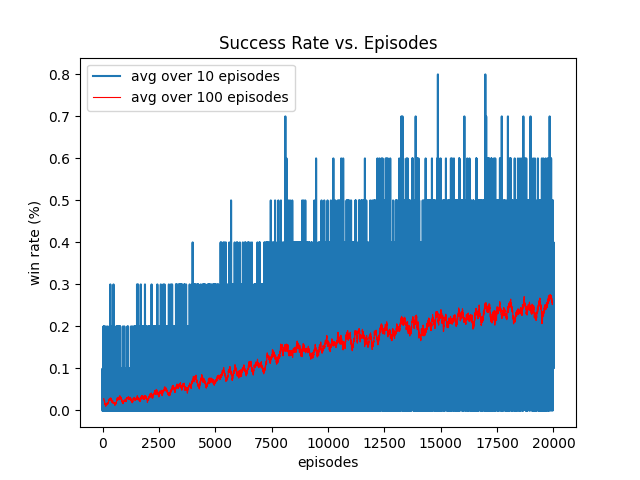 Success Rate vs. Episodes
avg over 10 episodes
avg over 100 episodes
0.8
0.7
0.6
0.5
0.4
0.3
0.2
0.1
0.0
win rate (%)
0 2500 5000 7500 10000 12500 15000 17500 20000
episodes